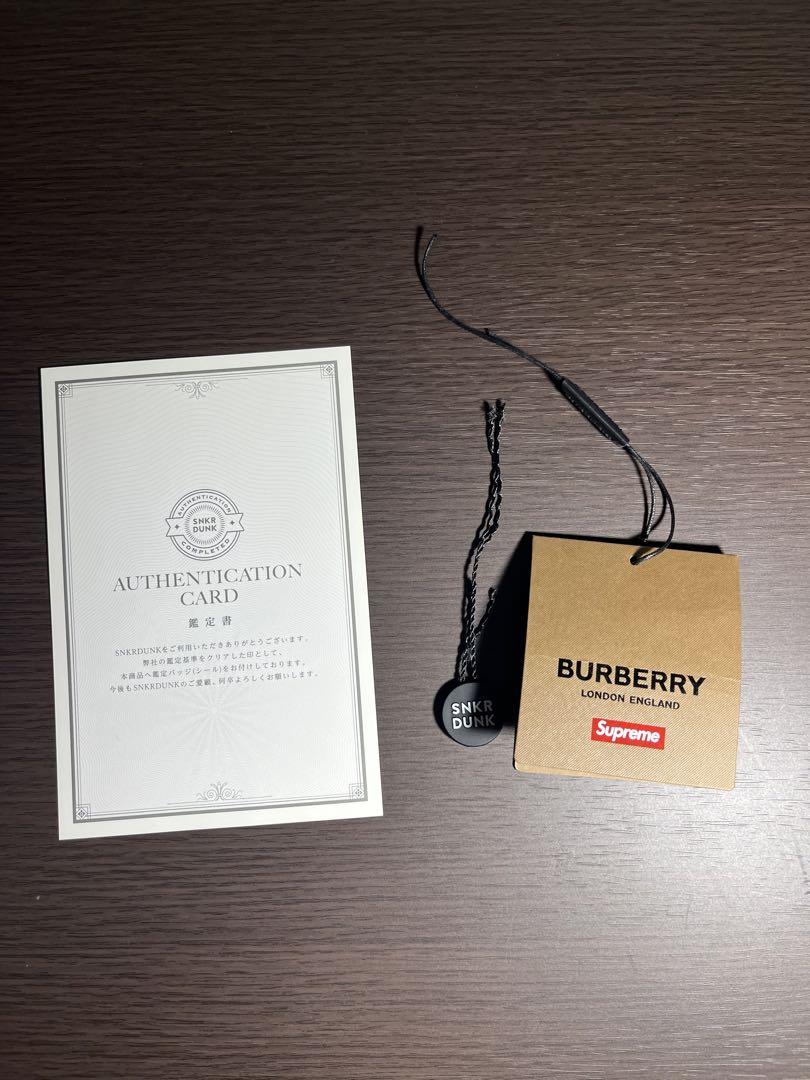 AUTHENTICATION
SNKR
DUNK
COMPLETED
AUTHENTICATION
CARD
鑑定書
SNKRDUNKをご利用いただきありがとうございます。
弊社の鑑定基準をクリアした印として、
本商品へ鑑定バッジ(シール)をお付けしております。
今後もSNKRDUNKのご愛顧、何卒よろしくお願いします。
SNKR
DUNK
BURBERRY
LONDON ENGLAND
Supreme